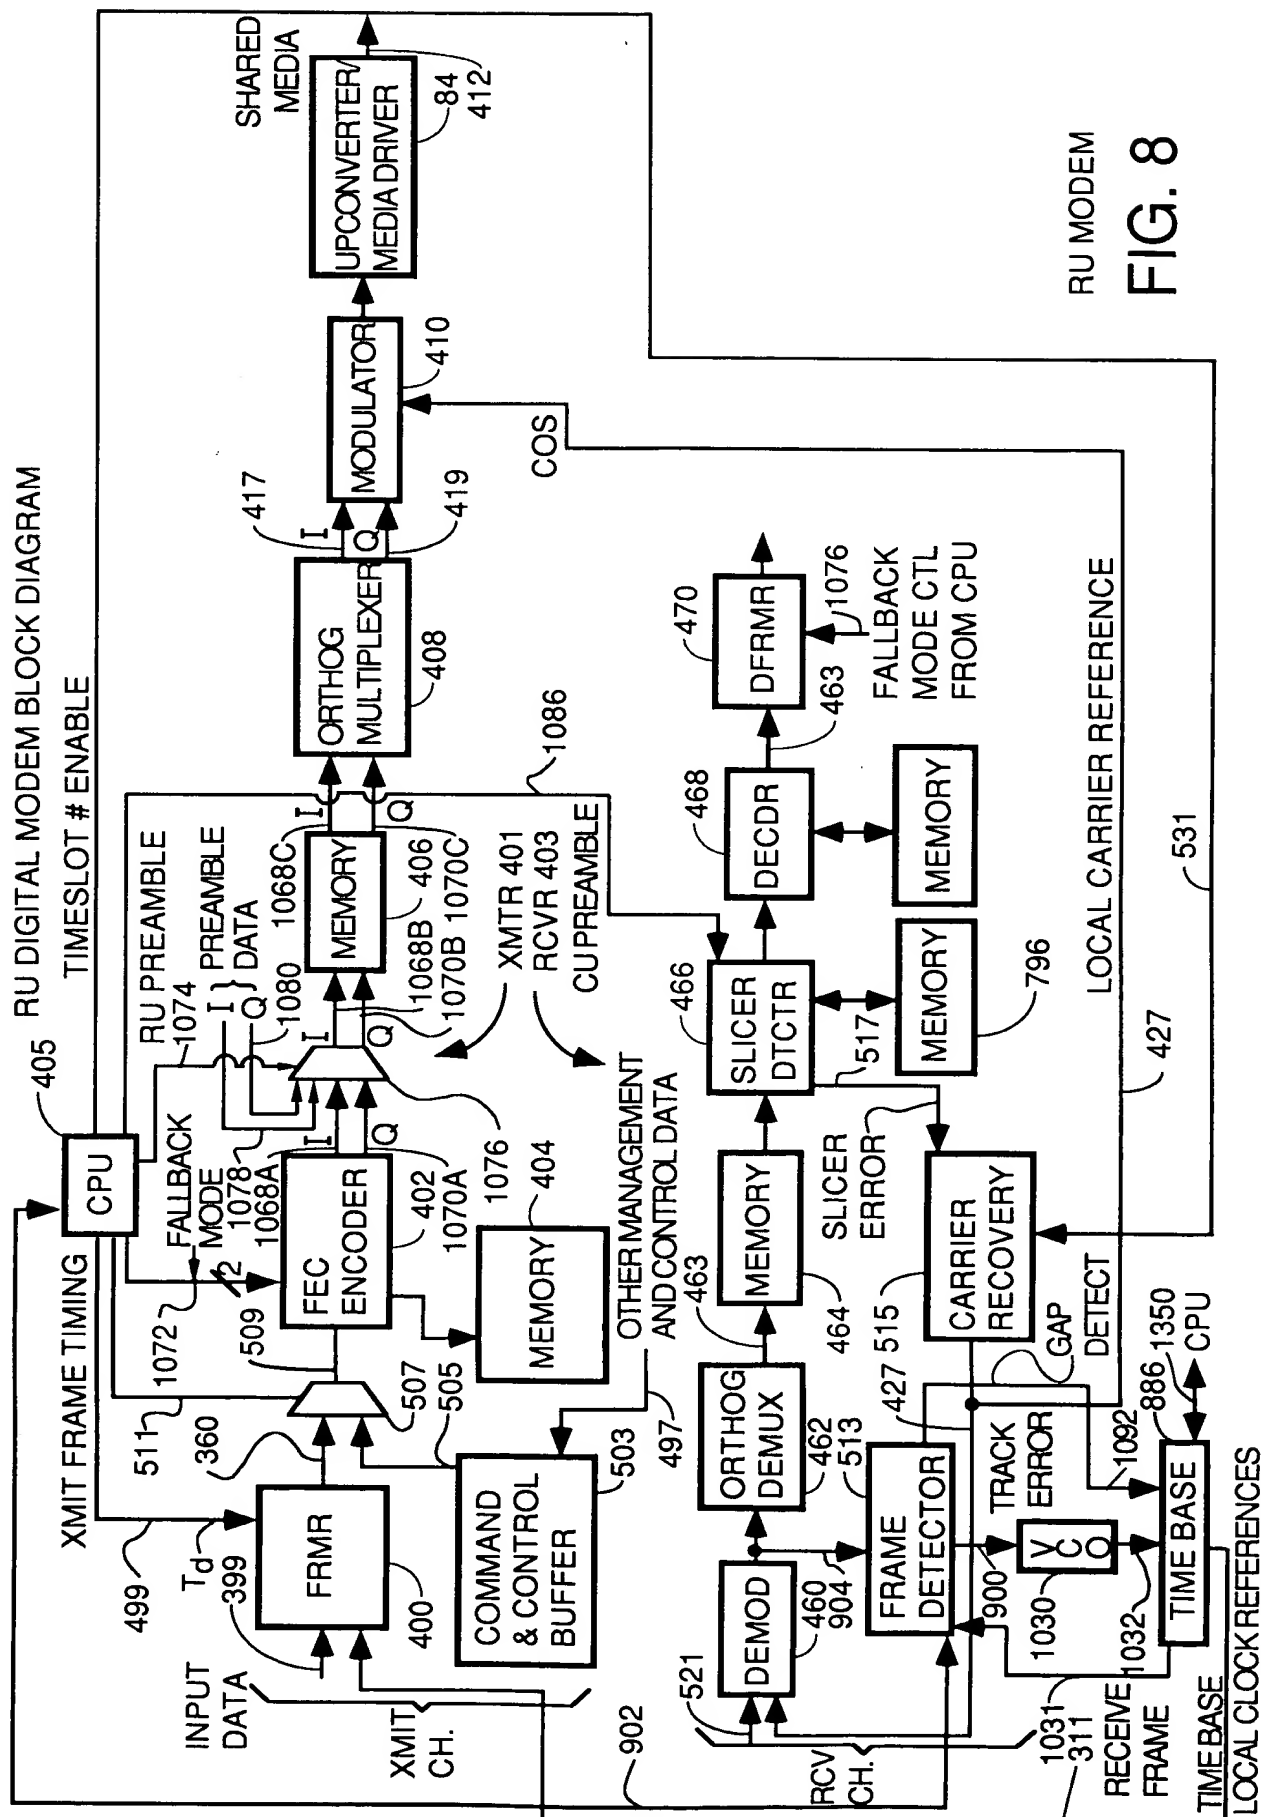 RU DIGITAL MODEM BLOCK DIAGRAM
TIMESLOT # ENABLE
405
CPU
XMIT FRAME TIMING
499
Td
511
360
509
1072
FALLBACK
MODE
2
1078
1068A
RU PREAMBLE
1074
I
Q
PREAMBLE
DATA
1080
INPUT
DATA
399
XMIT
CH.
FRMR
400
COMMAND
& CONTROL
BUFFER
503
505
507
FEC
ENCODER
402
1070A
I
Q
1076
MEMORY
404
I
Q
1068B
1070B
MEMORY
406
1068C
1070C
I
Q
ORTHOG
MULTIPLEXER
408
417
I
Q
419
MODULATOR
410
COS
UPCONVERTER/
MEDIA DRIVER
84
412
SHARED
MEDIA
XMTR 401
RCVR 403
CU PREAMBLE
1086
OTHER MANAGEMENT
AND CONTROL DATA
497
902
RCV
CH.
521
DEMOD
460
904
ORTHOG
DEMUX
462
463
MEMORY
464
SLICER
DTCTR
466
517
SLICER
ERROR
MEMORY
796
DECDR
468
463
MEMORY
DFRMR
470
1076
FALLBACK
MODE CTL
FROM CPU
FRAME
DETECTOR
513
427
CARRIER
RECOVERY
515
GAP
DETECT
TRACK
ERROR
900
VCO
1030
1032
1092
TIME BASE
886
1350
CPU
1031
311
RECEIVE
FRAME
TIME BASE
LOCAL CLOCK REFERENCES
LOCAL CARRIER REFERENCE
427
531
RU MODEM
FIG. 8